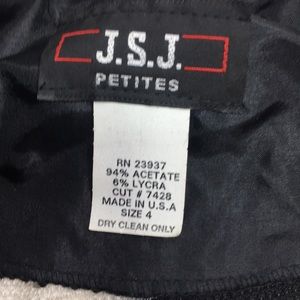 J.S.J.
PETITES
RN 23937
94% ACETATE
6% LYCRA
CUT # 7428
MADE IN U.S.A
SIZE 4
DRY CLEAN ONLY